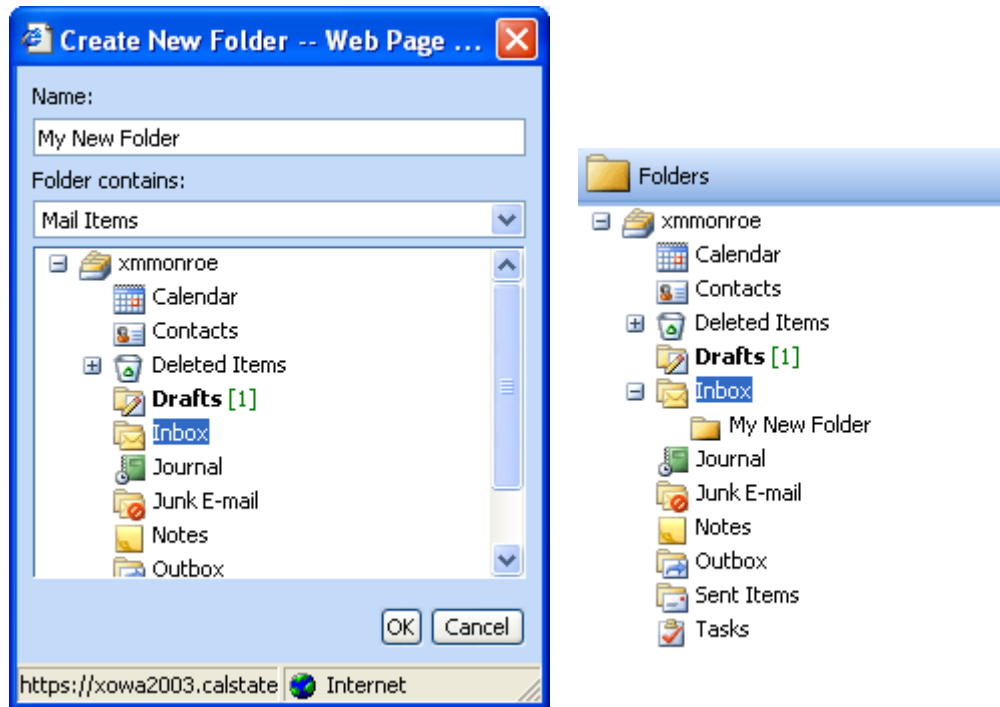 Create New Folder -- Web Page ...
Name:
My New Folder
Folder contains:
Mail Items
xmmonroe
Calendar
Contacts
Deleted Items
Drafts [1]
Inbox
Journal
Junk E-mail
Notes
Outbox
OK Cancel
https://xowa2003.calstate Internet
Folders
xmmonroe
Calendar
Contacts
Deleted Items
Drafts [1]
Inbox
My New Folder
Journal
Junk E-mail
Notes
Outbox
Sent Items
Tasks